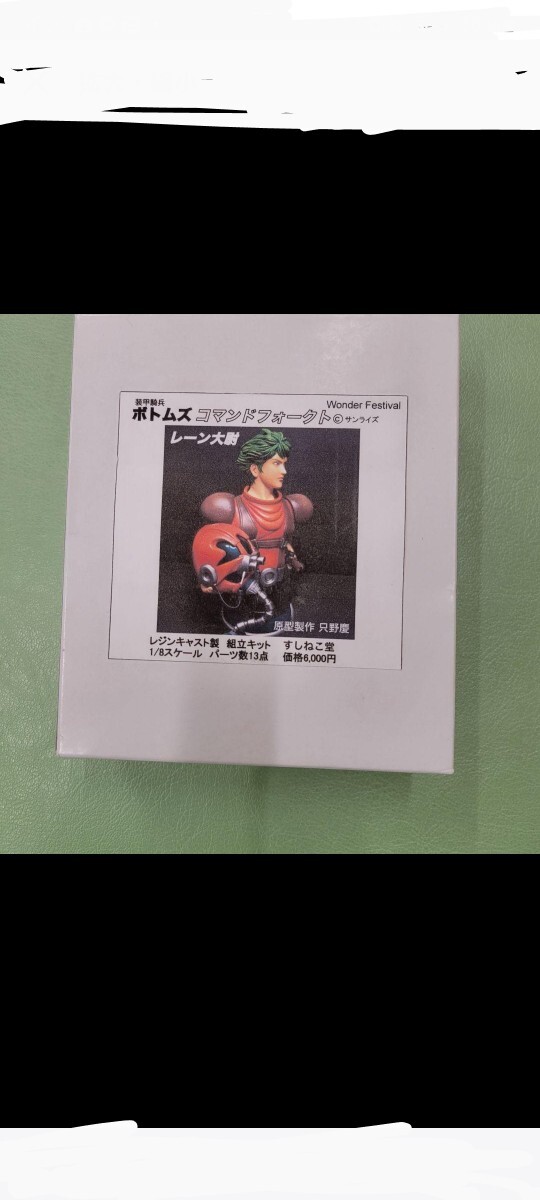 装甲騎兵
ボトムズ コマンドフォークト Ⓒサンライズ
Wonder Festival
レーン大尉
原型製作 只野慶
レジンキャスト製 組立キット すしねこ堂
1/8スケール パーツ数13点 価格6,000円